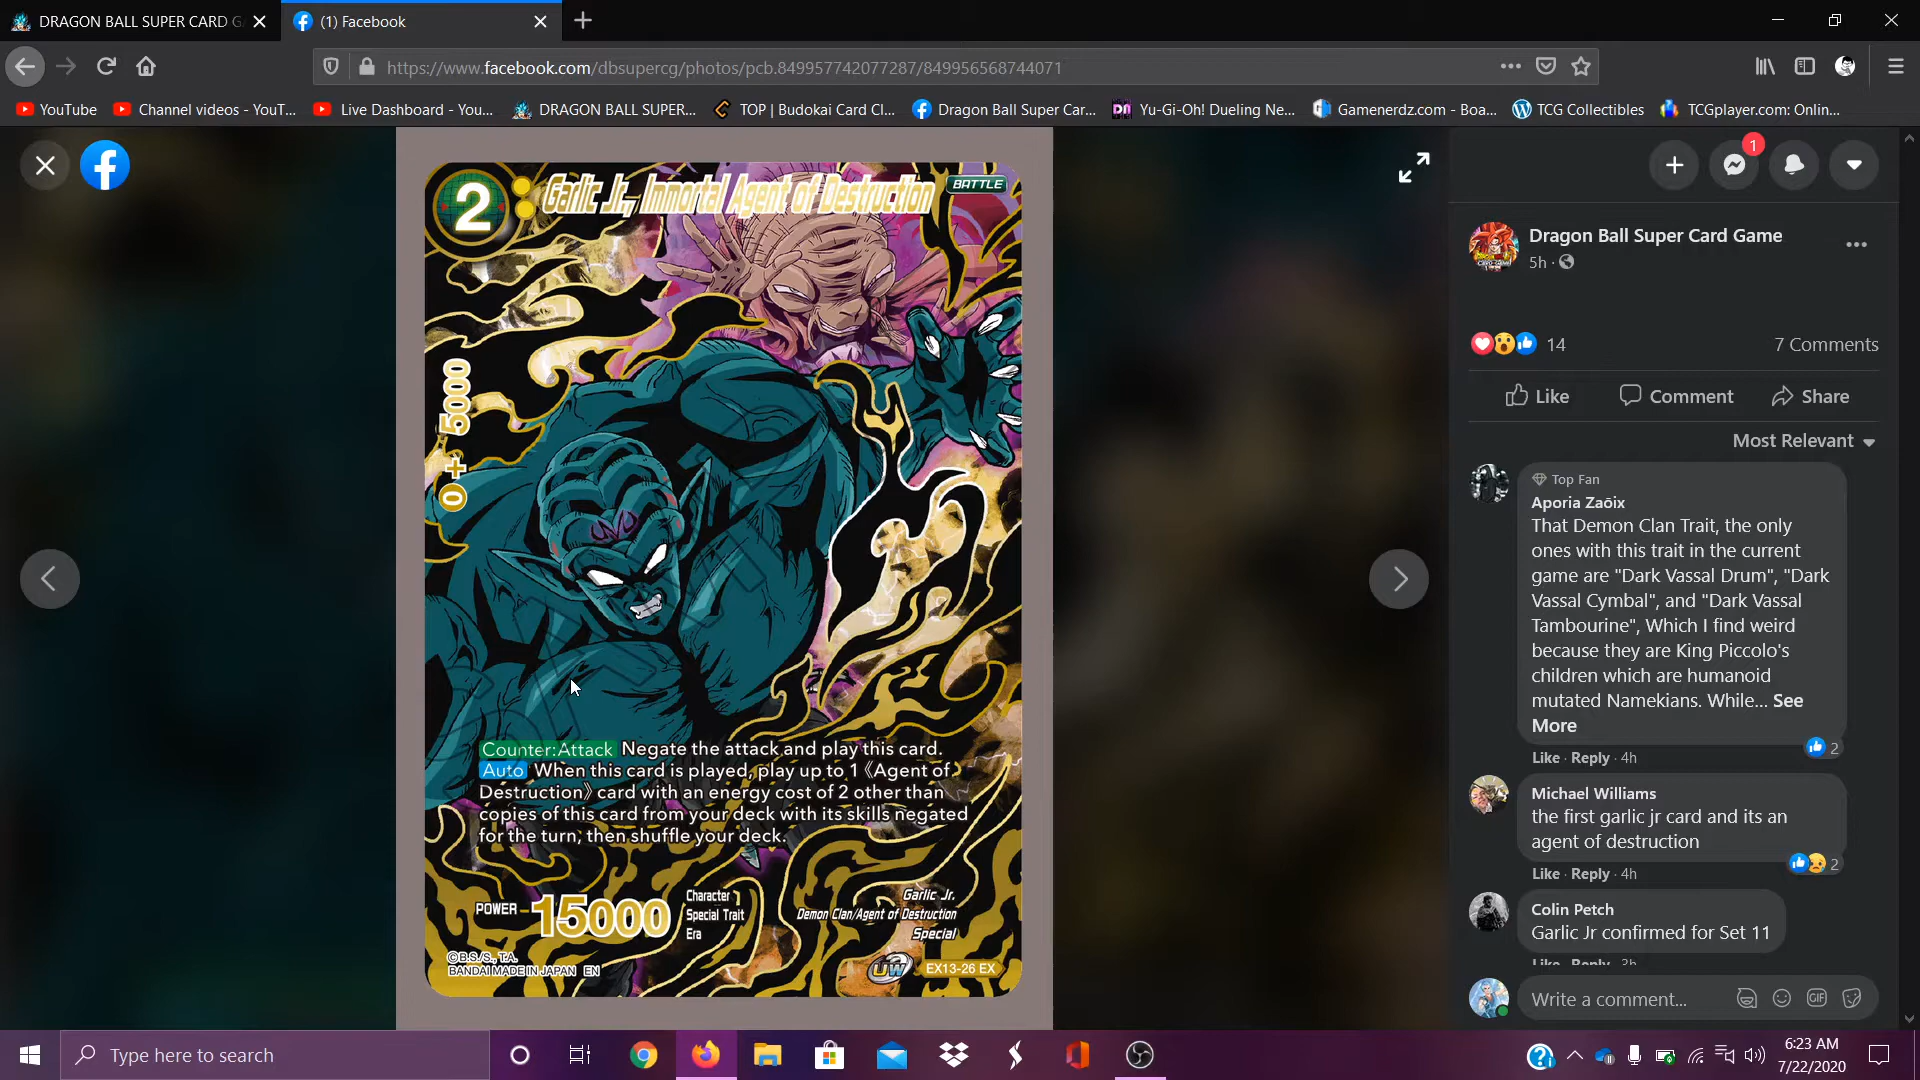 DRAGON BALL SUPER CARD G
(1) Facebook
https://www.facebook.com/dbsupercg/photos/pcb.849957742077287/849956568744071
YouTube
Channel videos - YouT...
Live Dashboard - You...
DRAGON BALL SUPER...
TOP | Budokai Card Cl...
Dragon Ball Super Car...
Yu-Gi-Oh! Dueling Ne...
Gamenerdz.com - Boa...
TCG Collectibles
TCGplayer.com: Onlin...
2
Garlic Jr., Immortal Agent of Destruction
BATTLE
0 + 5000
Counter:Attack Negate the attack and play this card.
Auto When this card is played, play up to 1 《Agent of
Destruction》 card with an energy cost of 2 other than
copies of this card from your deck with its skills negated
for the turn, then shuffle your deck.
POWER 15000
Character Garlic Jr.
Special Trait Demon Clan/Agent of Destruction
Era Special
©B.S./S., T.A.
BANDAI MADE IN JAPAN EN
UW
EX13-26 EX
1
Dragon Ball Super Card Game
5h ·
14
7 Comments
Like
Comment
Share
Most Relevant
Top Fan
Aporia Zaōix
That Demon Clan Trait, the only
ones with this trait in the current
game are "Dark Vassal Drum", "Dark
Vassal Cymbal", and "Dark Vassal
Tambourine", Which I find weird
because they are King Piccolo's
children which are humanoid
mutated Namekians. While... See
More
2
Like · Reply · 4h
Michael Williams
the first garlic jr card and its an
agent of destruction
2
Like · Reply · 4h
Colin Petch
Garlic Jr confirmed for Set 11
Like · Reply · 3h
Write a comment...
GIF
Type here to search
6:23 AM
7/22/2020